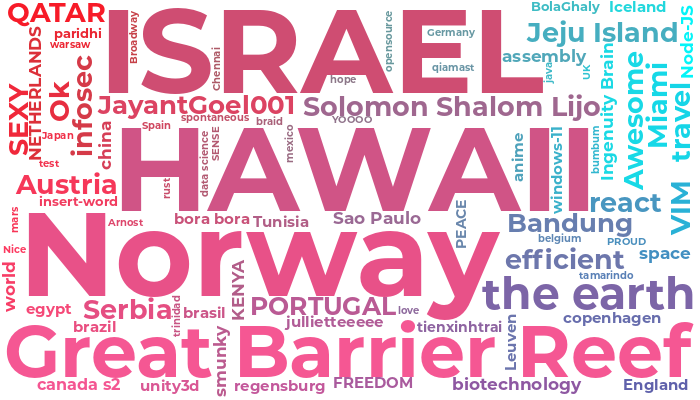 QATAR
paridhi
warsaw
Broadway
ISRAEL
chennai
hope
opensource
Germany
qiamast
BolaGhaly
Iceland
Jeju Island
assembly
java
UK
Node-JS
SEXY
NETHERLANDS
Ok
infosec
JayantGoel001
Solomon Shalom Lijo
Ingenuity Brain
Awesome
Miami
travel
Japan
test
china
Spain
spontaneous
SENSE
braid
YOOOO
mexico
data science
rust
HAWAII
anime
windows-11
bumbum
Austria
insert-word
react
VIM
mars
Nice
Arnost
bora bora
Tunisia
Sao Paulo
PEACE
Bandung
belgium
PROUD
space
Norway
efficient
tamarindo
world
egypt
Serbia
trinidad
brasil
KENYA
PORTUGAL
love
the earth
brazil
smunky
jullietteeeee
tienxinhtrai
Leuven
copenhagen
Great Barrier Reef
canada s2
unity3d
regensburg
FREEDOM
biotechnology
England